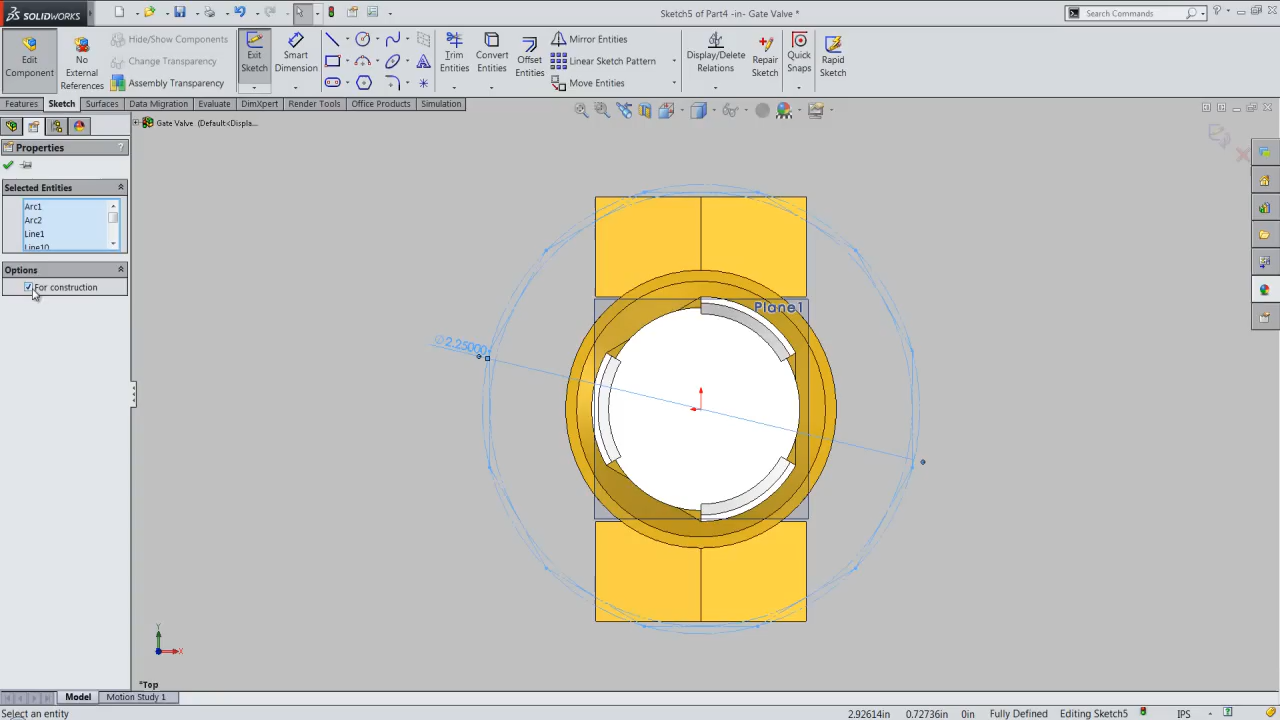 SOLIDWORKS
Sketch5 of Part4 -in- Gate Valve *
Search Commands
Edit Component
No External References
Hide/Show Components
Change Transparency
Assembly Transparency
Exit Sketch
Smart Dimension
Trim Entities
Convert Entities
Offset Entities
Mirror Entities
Linear Sketch Pattern
Move Entities
Display/Delete Relations
Repair Sketch
Quick Snaps
Rapid Sketch
Features Sketch Surfaces Data Migration Evaluate DimXpert Render Tools Office Products Simulation
Gate Valve (Default<Displa...
Properties ?
Selected Entities
Arc1
Arc2
Line1
Line10
Options
For construction
Plane1
∅2.25000
Y
X
*Top
Model Motion Study 1
Select an entity 2.92614in 0.72736in 0in Fully Defined Editing Sketch5 IPS